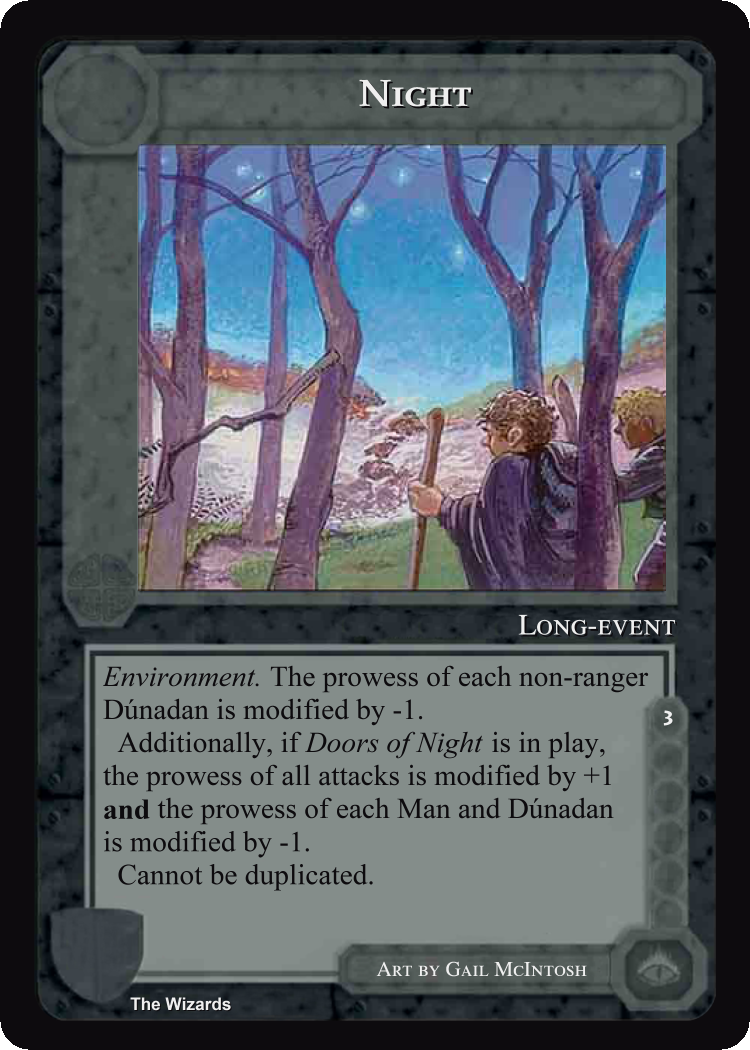 Night
Long-event
Environment. The prowess of each non-ranger
Dúnadan is modified by -1.
Additionally, if Doors of Night is in play,
the prowess of all attacks is modified by +1
and the prowess of each Man and Dúnadan
is modified by -1.
Cannot be duplicated.
3
Art by Gail McIntosh
The Wizards